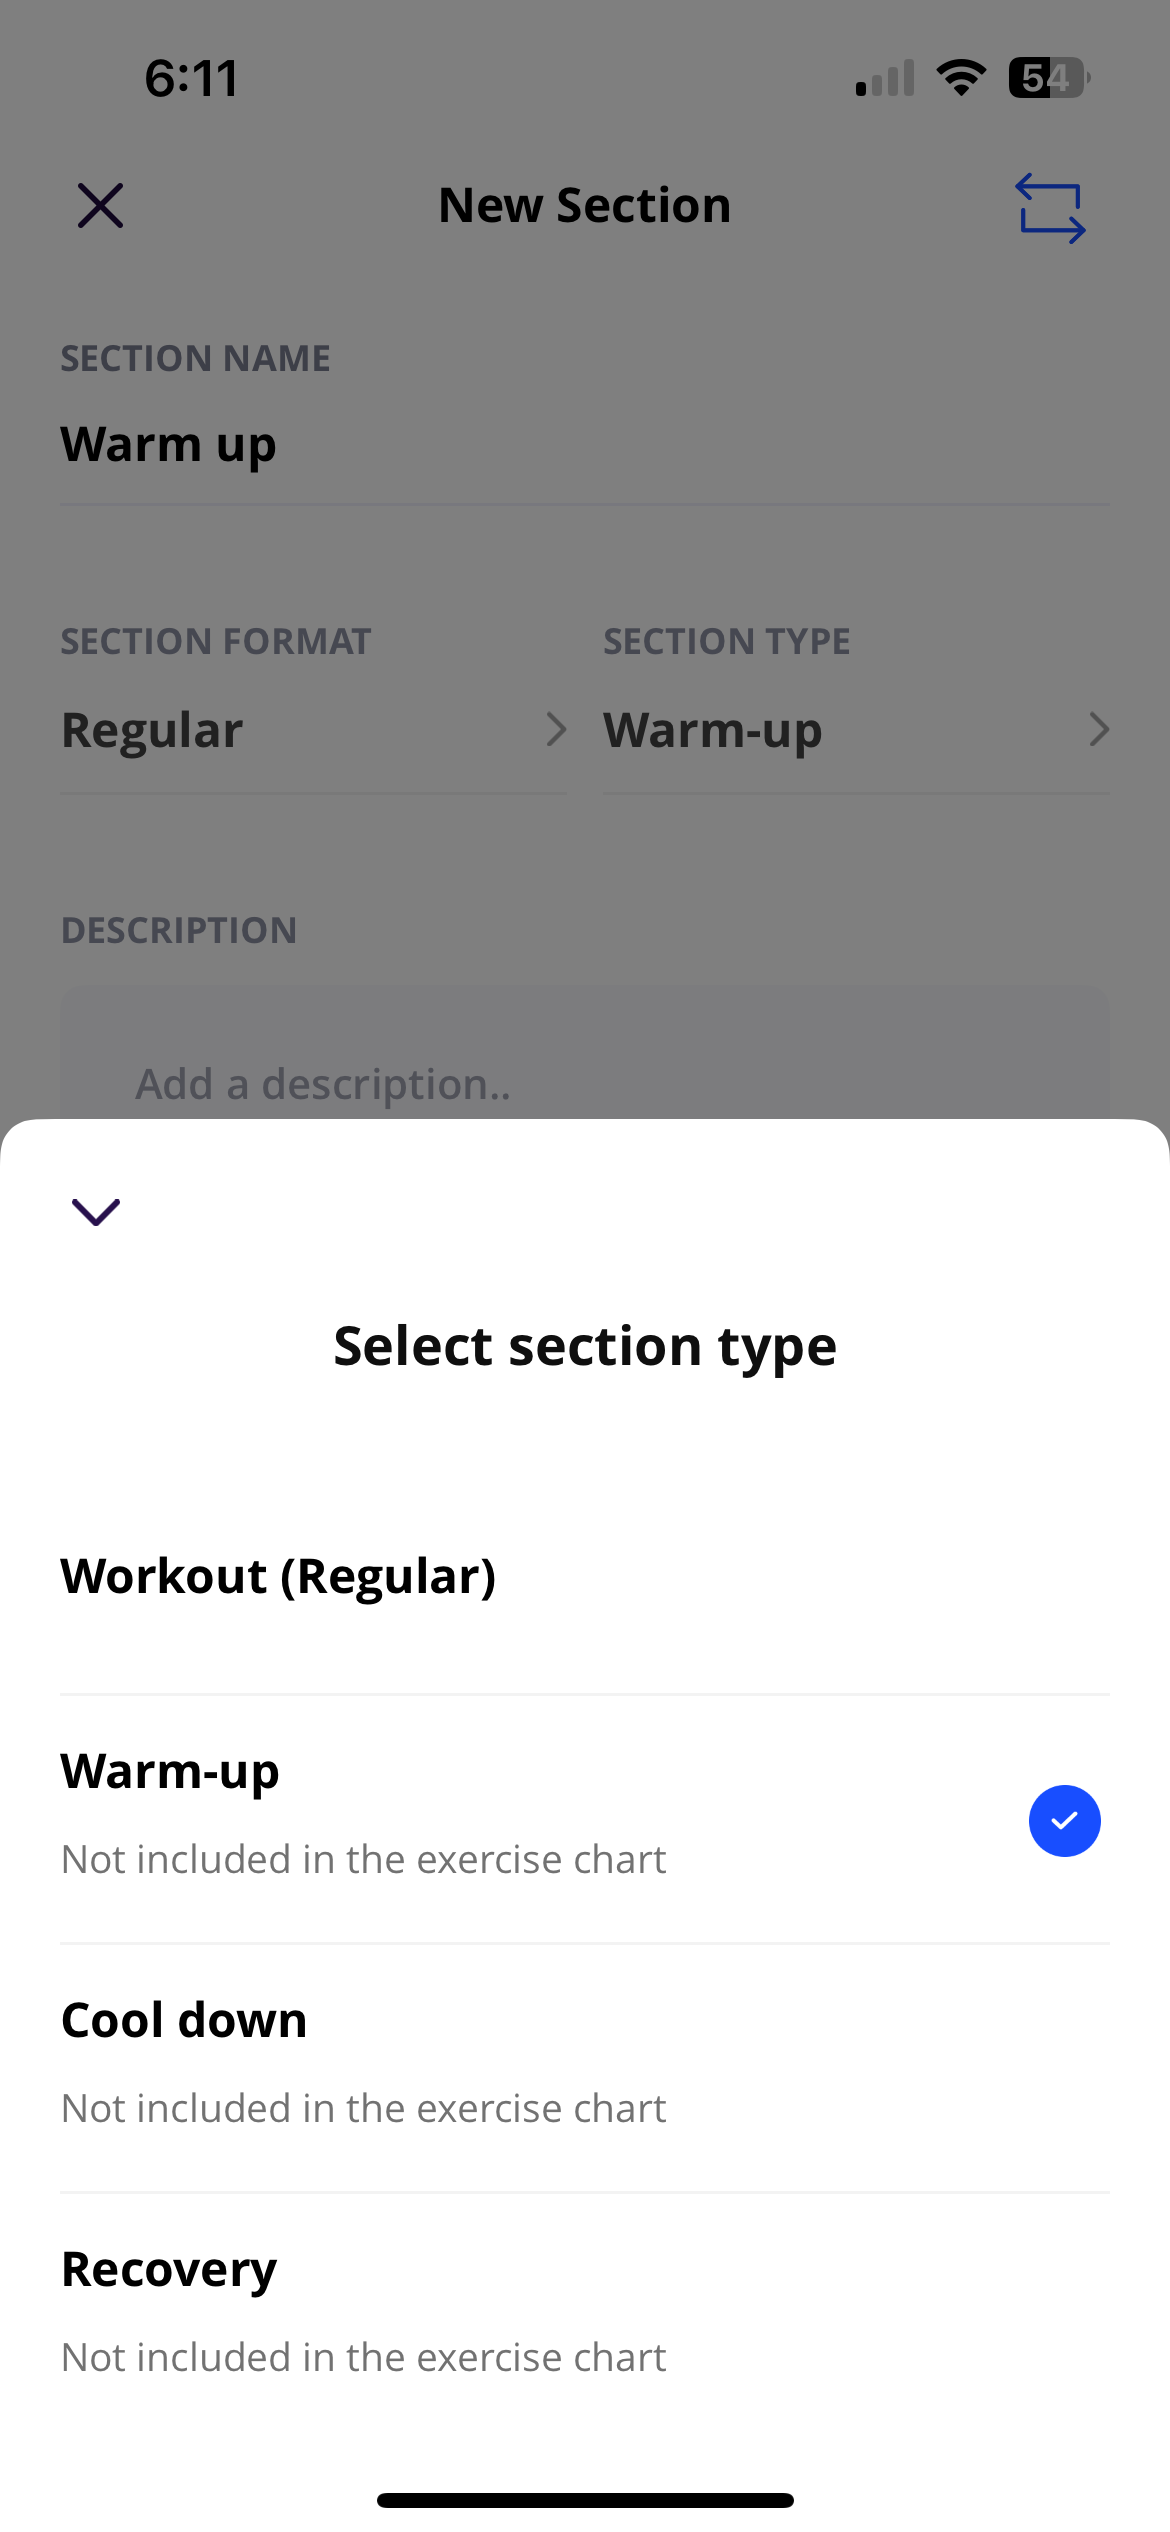 6:11
54
New Section
SECTION NAME
Warm up
SECTION FORMAT
SECTION TYPE
Regular
Warm-up
DESCRIPTION
Add a description..
Select section type
Workout (Regular)
Warm-up
Not included in the exercise chart
Cool down
Not included in the exercise chart
Recovery
Not included in the exercise chart